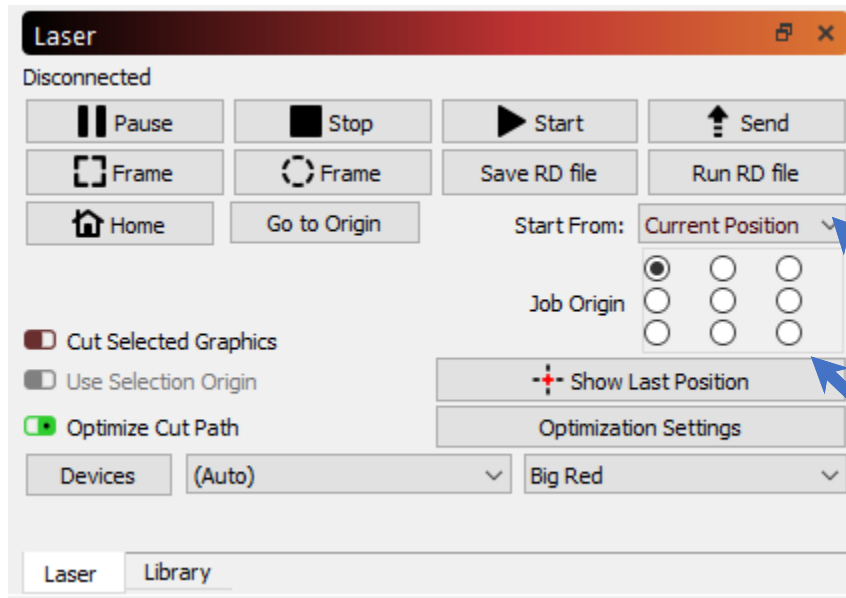 Laser
Disconnected
Pause Stop Start Send
Frame Frame Save RD file Run RD file
Home Go to Origin Start From: Current Position
Job Origin
Cut Selected Graphics
Use Selection Origin Show Last Position
Optimize Cut Path Optimization Settings
Devices (Auto) Big Red
Laser Library